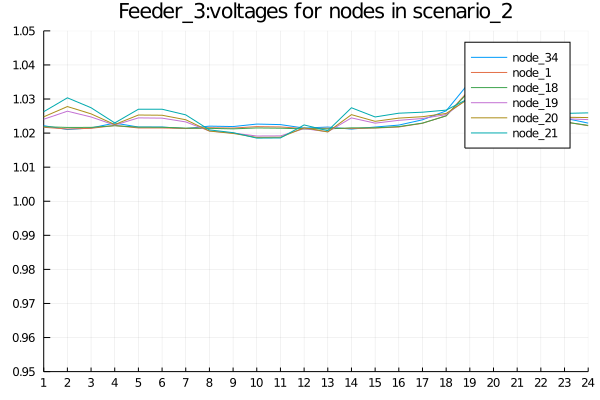 Feeder_3:voltages for nodes in scenario_2
1.05
1.04
1.03
1.02
1.01
1.00
0.99
0.98
0.97
0.96
0.95
node_34
node_1
node_18
node_19
node_20
node_21
1 2 3 4 5 6 7 8 9 10 11 12 13 14 15 16 17 18 19 20 21 22 23 24